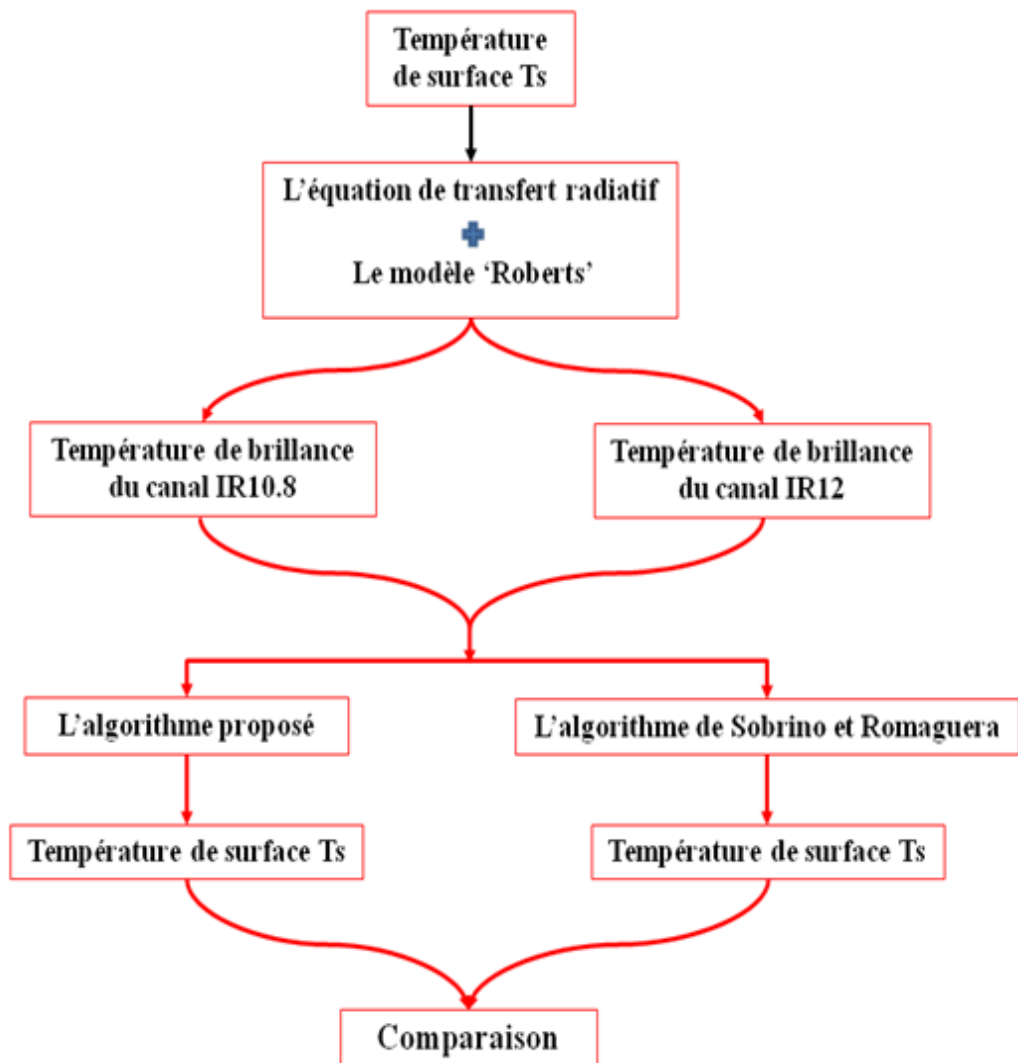 Température
de surface Ts
L'équation de transfert radiatif
Le modèle ‘Roberts’
Température de brillance
du canal IR10.8
Température de brillance
du canal IR12
L'algorithme proposé
L'algorithme de Sobrino et Romaguera
Température de surface Ts
Température de surface Ts
Comparaison